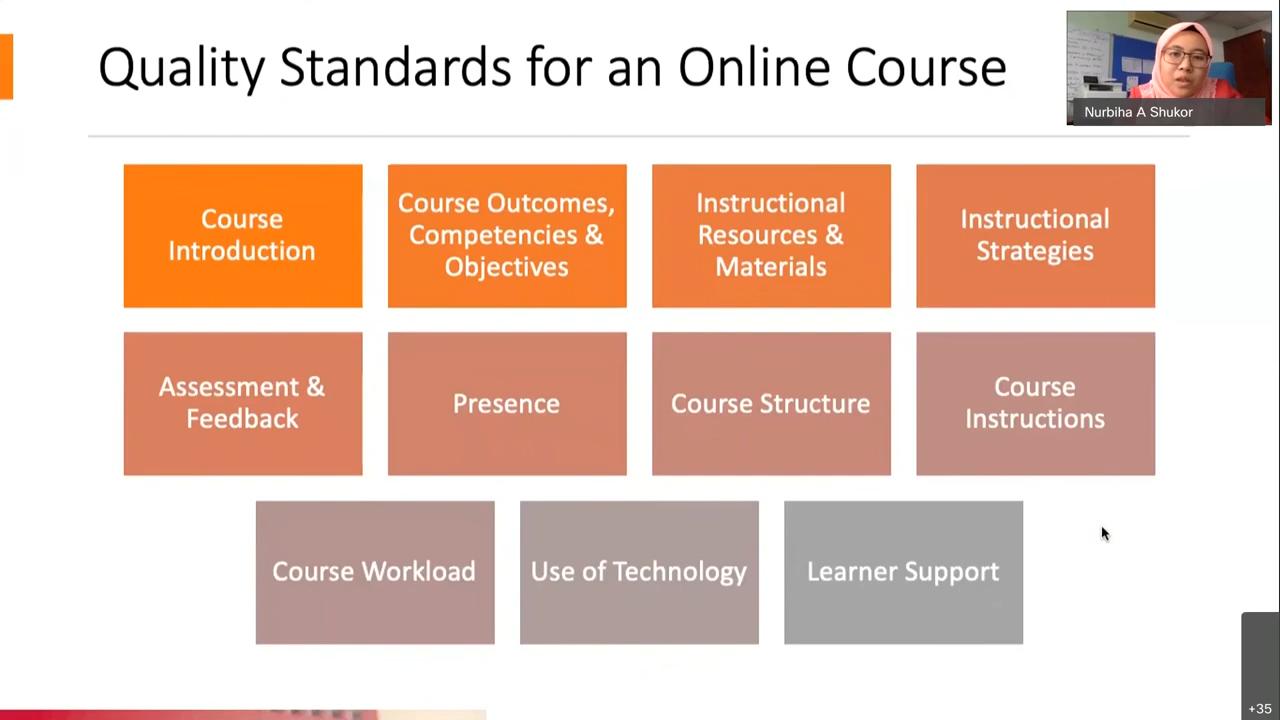 Quality Standards for an Online Course
Nurbiha A Shukor
Course
Introduction
Course Outcomes,
Competencies &
Objectives
Instructional
Resources &
Materials
Instructional
Strategies
Assessment &
Feedback
Presence
Course Structure
Course
Instructions
Course Workload
Use of Technology
Learner Support
+35